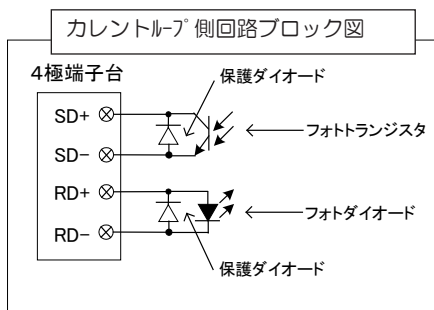 カレントﾙｰﾌﾟ側回路ブロック図
4極端子台
保護ダイオード
SD+
フォトトランジスタ
SD-
RD+
フォトダイオード
RD-
保護ダイオード